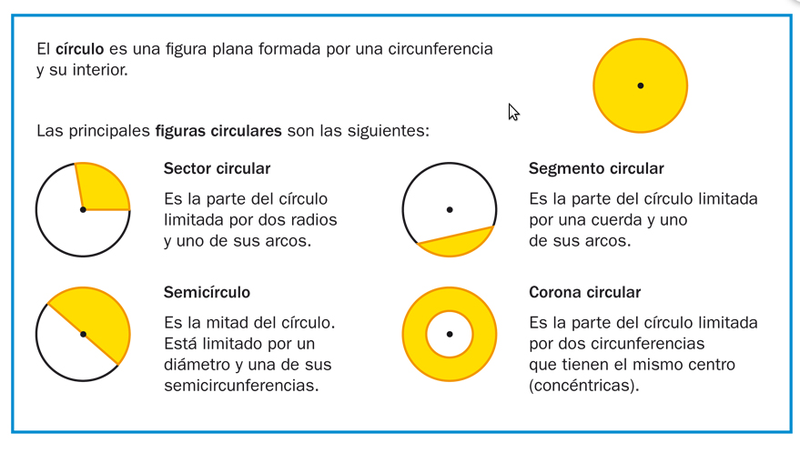 El círculo es una figura plana formada por una circunferencia
y su interior.
Las principales figuras circulares son las siguientes:
Sector circular
Es la parte del círculo
limitada por dos radios
y uno de sus arcos.
Segmento circular
Es la parte del círculo limitada
por una cuerda y uno
de sus arcos.
Semicírculo
Es la mitad del círculo.
Está limitado por un
diámetro y una de sus
semicircunferencias.
Corona circular
Es la parte del círculo limitada
por dos circunferencias
que tienen el mismo centro
(concéntricas).